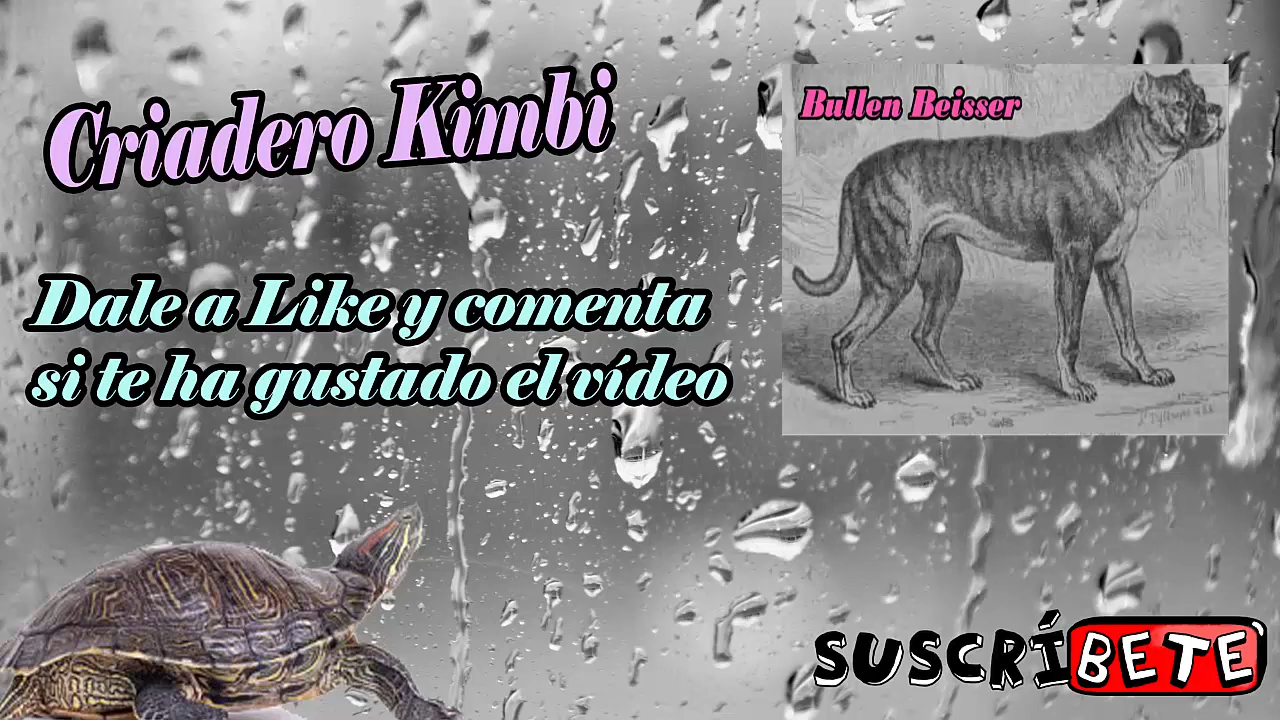 Criadero Kimbi
Bullen Beisser
Dale a Like y comenta
si te ha gustado el vídeo
SUSCRÍBETE